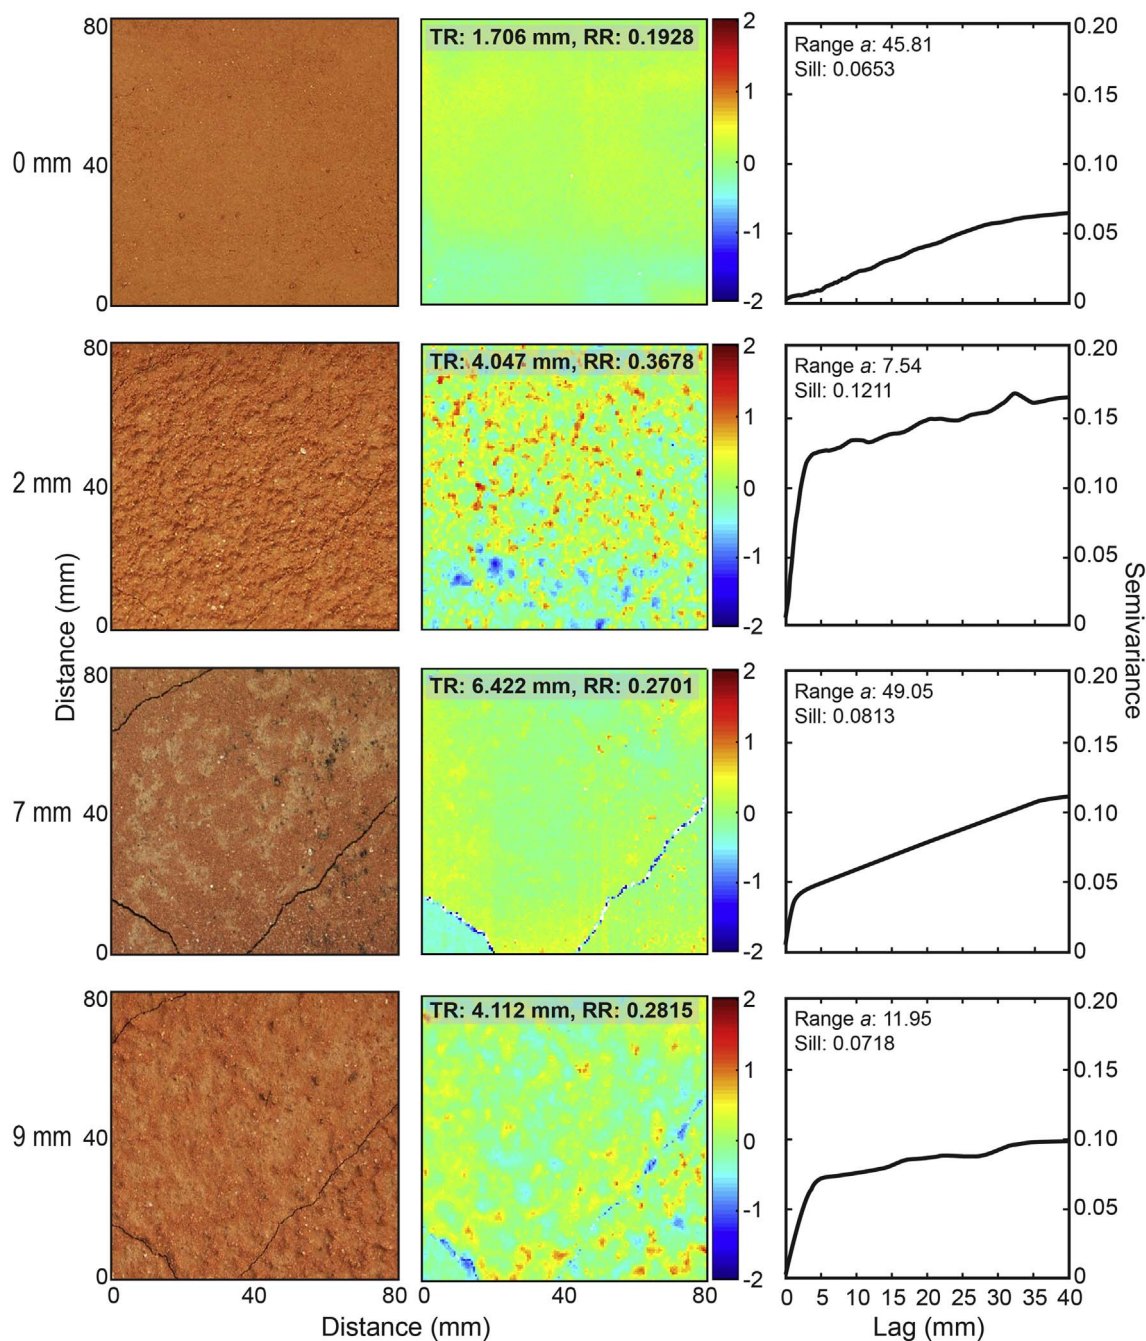 80
40
0
0 mm
TR: 1.706 mm, RR: 0.1928
2
1
0
-1
-2
Range a: 45.81
Sill: 0.0653
0.20
0.15
0.10
0.05
0
80
40
0
2 mm
TR: 4.047 mm, RR: 0.3678
2
1
0
-1
-2
Range a: 7.54
Sill: 0.1211
0.20
0.15
0.10
0.05
0
Distance (mm)
Semivariance
80
40
0
7 mm
TR: 6.422 mm, RR: 0.2701
2
1
0
-1
-2
Range a: 49.05
Sill: 0.0813
0.20
0.15
0.10
0.05
0
80
40
0
9 mm
TR: 4.112 mm, RR: 0.2815
2
1
0
-1
-2
Range a: 11.95
Sill: 0.0718
0.20
0.15
0.10
0.05
0
0 40 80
0 40 80
0 5 10 15 20 25 30 35 40
Distance (mm)
Lag (mm)